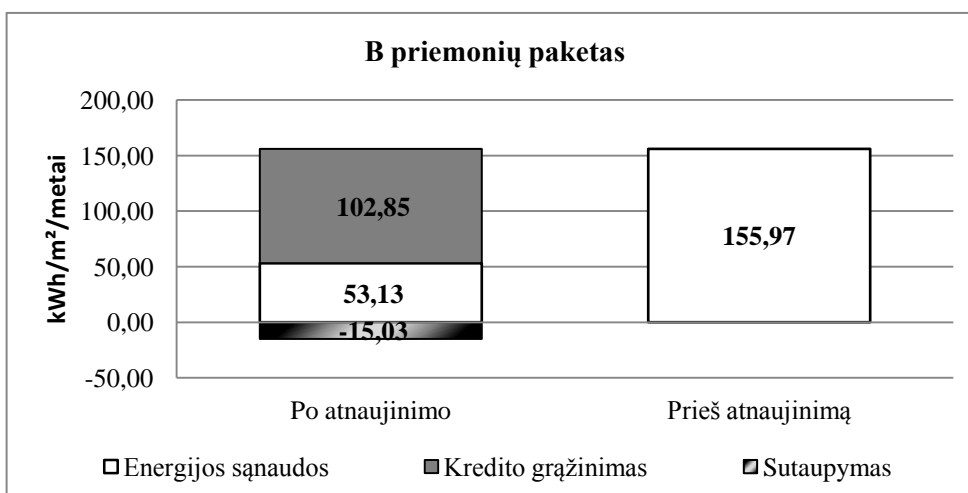 B priemonių paketas
kWh/m²/metai
200,00
150,00
100,00
50,00
0,00
-50,00
102,85
53,13
-15,03
155,97
Po atnaujinimo
Prieš atnaujinimą
Energijos sąnaudos
Kredito grąžinimas
Sutaupymas